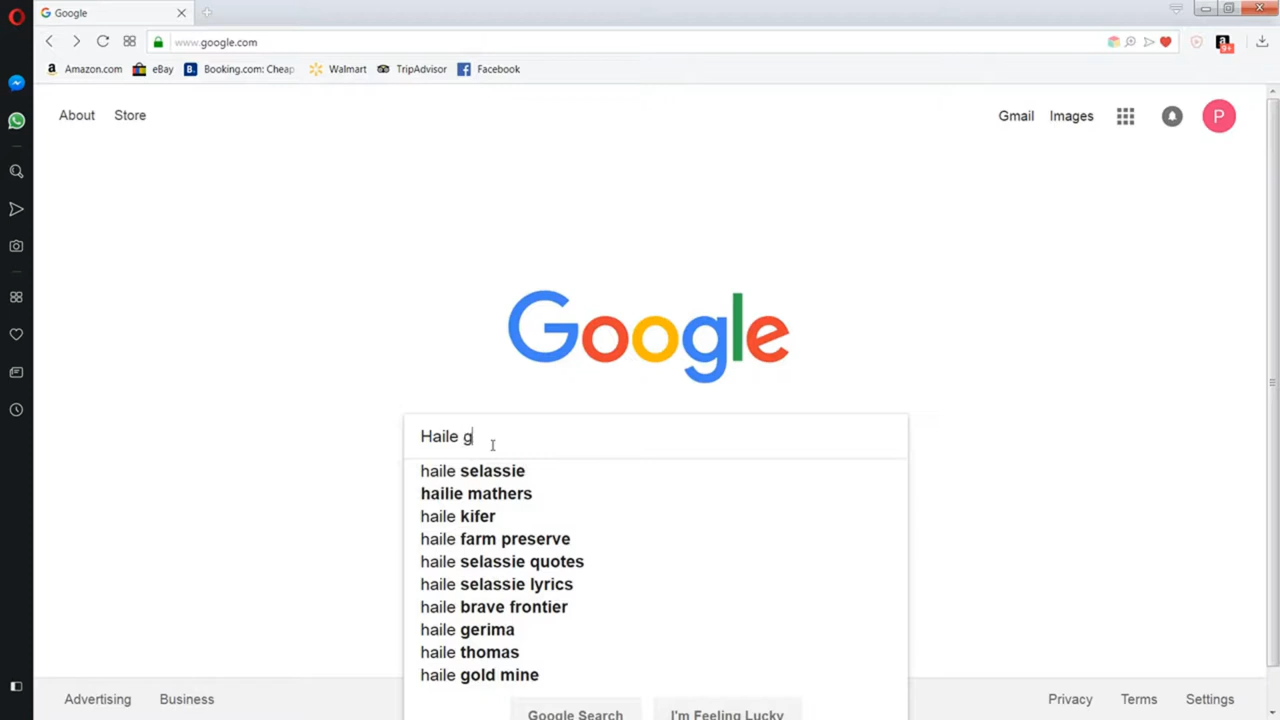 Google
www.google.com
9+
Amazon.com eBay Booking.com: Cheap Walmart TripAdvisor Facebook
About Store Gmail Images P
Google
Haile g
haile selassie
hailie mathers
haile kifer
haile farm preserve
haile selassie quotes
haile selassie lyrics
haile brave frontier
haile gerima
haile thomas
haile gold mine
Google Search I'm Feeling Lucky
Advertising Business Privacy Terms Settings